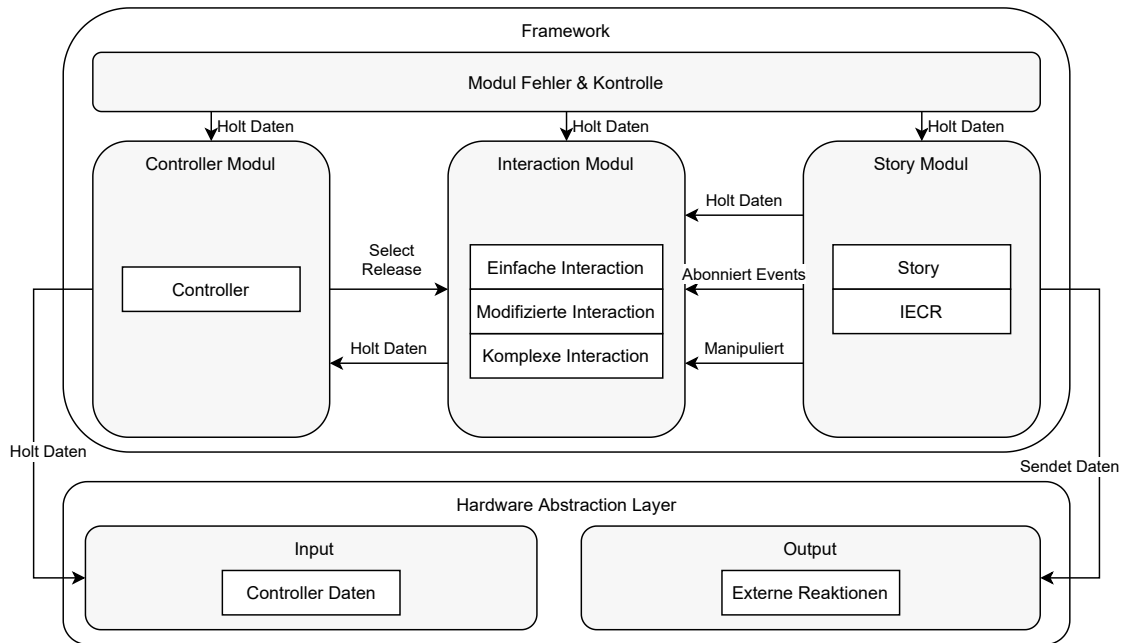 Framework
Modul Fehler & Kontrolle
Holt Daten
Holt Daten
Holt Daten
Controller Modul
Interaction Modul
Story Modul
Holt Daten
Select
Release
Einfache Interaction
Abonniert Events
Story
Controller
Modifizierte Interaction
IECR
Holt Daten
Komplexe Interaction
Manipuliert
Holt Daten
Sendet Daten
Hardware Abstraction Layer
Input
Output
Controller Daten
Externe Reaktionen